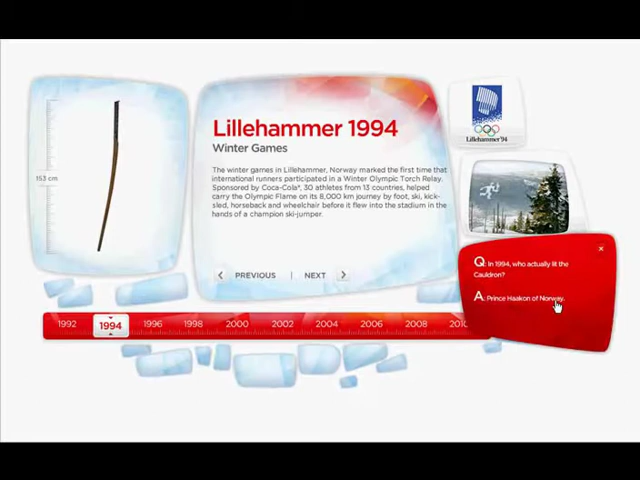 153 cm
Lillehammer 1994
Winter Games
The winter games in Lillehammer, Norway marked the first time that
international runners participated in a Winter Olympic Torch Relay.
Sponsored by Coca-Cola®, 30 athletes from 13 countries, helped
carry the Olympic Flame on its 8,000 km journey by foot, ski, kick-
sled, horseback and wheelchair before it flew into the stadium in the
hands of a champion ski-jumper.
< PREVIOUS | NEXT >
Lillehammer'94
Q: In 1994, who actually lit the
Cauldron?
A: Prince Haakon of Norway.
1992 1994 1996 1998 2000 2002 2004 2006 2008